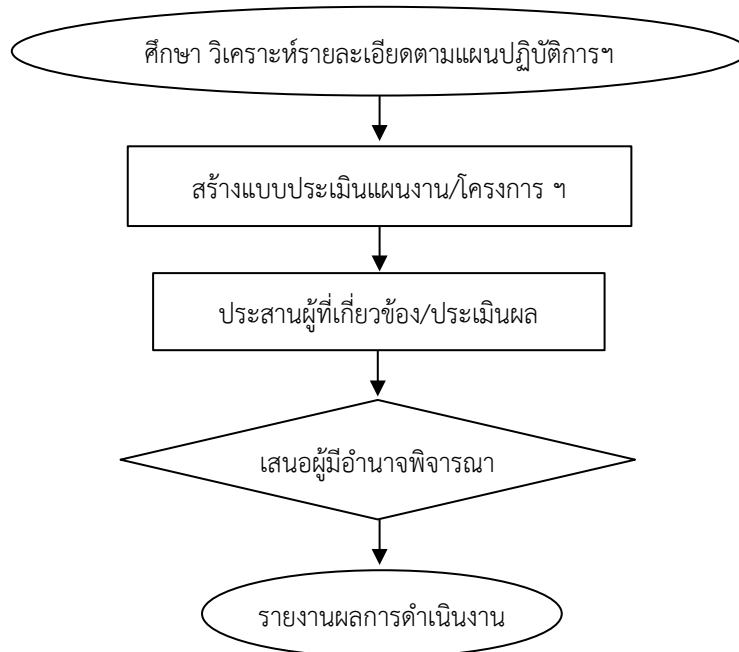 ศึกษา วิเคราะห์รายละเอียดตามแผนปฏิบัติการฯ
สร้างแบบประเมินแผนงาน/โครงการ ฯ
ประสานผู้ที่เกี่ยวข้อง/ประเมินผล
เสนอผู้มีอำนาจพิจารณา
รายงานผลการดำเนินงาน